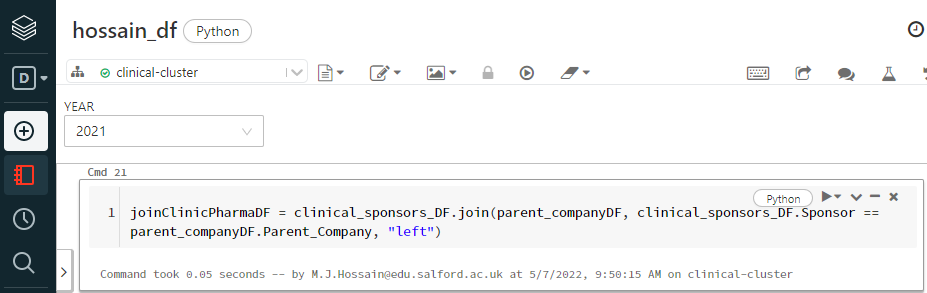 hossain_df Python
D clinical-cluster
YEAR
2021
Cmd 21
Python
1 joinClinicPharmaDF = clinical_sponsors_DF.join(parent_companyDF, clinical_sponsors_DF.Sponsor ==
parent_companyDF.Parent_Company, "left")
Command took 0.05 seconds -- by M.J.Hossain@edu.salford.ac.uk at 5/7/2022, 9:50:15 AM on clinical-cluster